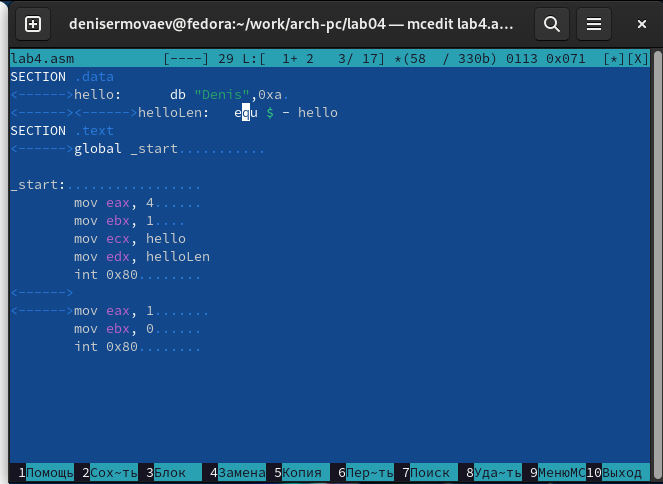 denisermovaev@fedora:~/work/arch-pc/lab04 — mcedit lab4.a…
lab4.asm [----] 29 L:[ 1+ 2 3/ 17] *(58 / 330b) 0113 0x071 [*][X]
SECTION .data
<------>hello: db "Denis",0xa.
<------><------>helloLen: equ $ - hello
SECTION .text
<------>global _start...........
_start:.................
mov eax, 4......
mov ebx, 1....
mov ecx, hello
mov edx, helloLen
int 0x80........
<------>
<------>mov eax, 1.......
mov ebx, 0......
int 0x80........
1Помощь 2Сох~ть 3Блок 4Замена 5Копия 6Пер~ть 7Поиск 8Уда~ть 9МенюMC 10Выход